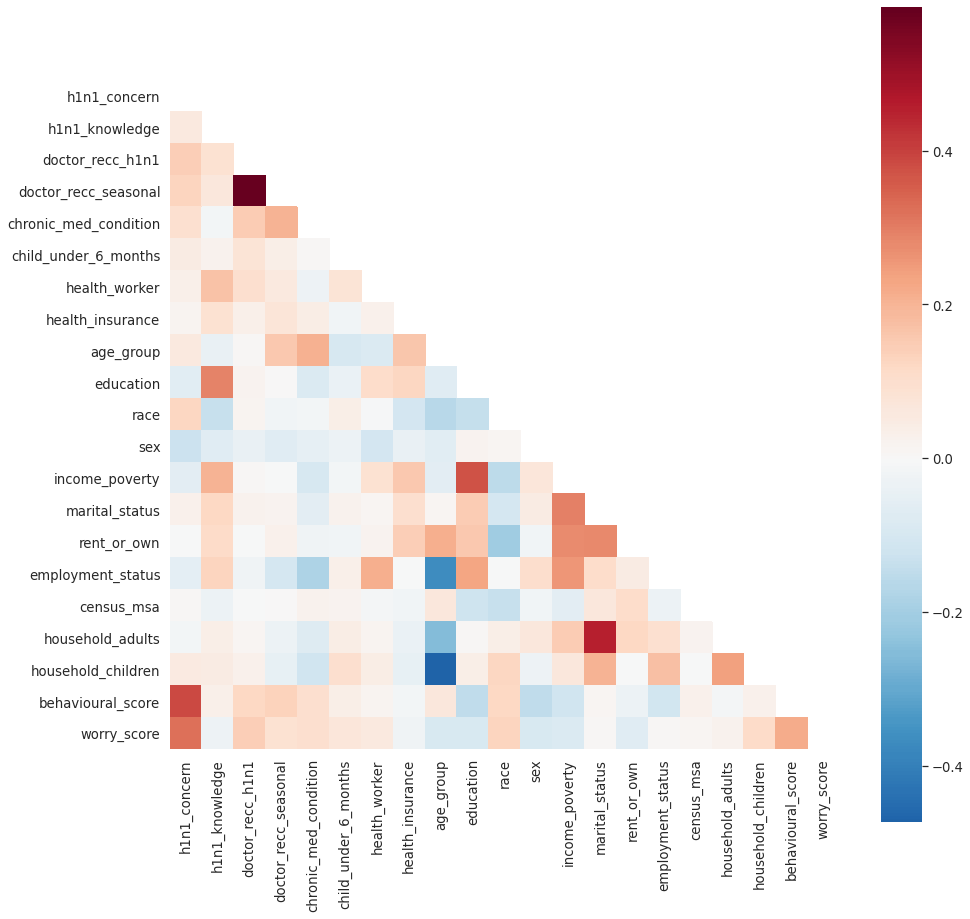 h1n1_concern
h1n1_knowledge
doctor_recc_h1n1
doctor_recc_seasonal
chronic_med_condition
child_under_6_months
health_worker
health_insurance
age_group
education
race
sex
income_poverty
marital_status
rent_or_own
employment_status
census_msa
household_adults
household_children
behavioural_score
worry_score
h1n1_concern
h1n1_knowledge
doctor_recc_h1n1
doctor_recc_seasonal
chronic_med_condition
child_under_6_months
health_worker
health_insurance
age_group
education
race
sex
income_poverty
marital_status
rent_or_own
employment_status
census_msa
household_adults
household_children
behavioural_score
worry_score
0.4
0.2
0.0
−0.2
−0.4